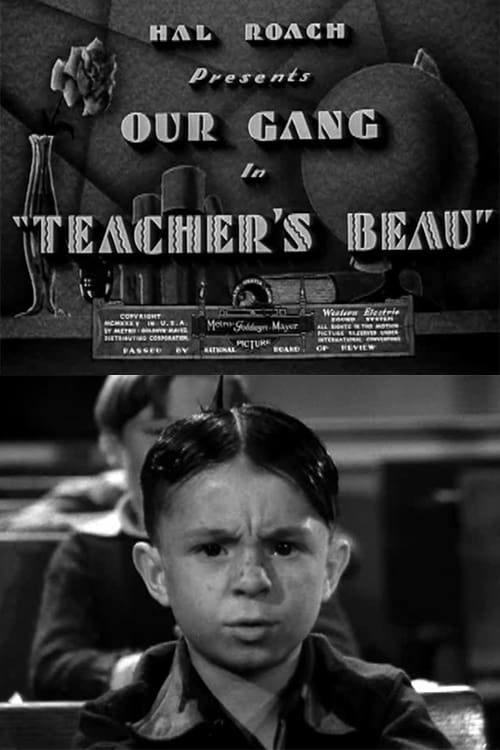 HAL ROACH
Presents
OUR GANG
In
"TEACHER'S BEAU"
COPYRIGHT
MCMXXXV IN U.S.A.
BY METRO-GOLDWYN-MAYER
DISTRIBUTING CORPORATION.
Metro-Goldwyn-Mayer
PICTURE
Western Electric
SOUND SYSTEM
ALL RIGHTS IN THIS MOTION
PICTURE RESERVED UNDER
INTERNATIONAL CONVENTIONS
PASSED BY NATIONAL BOARD OF REVIEW